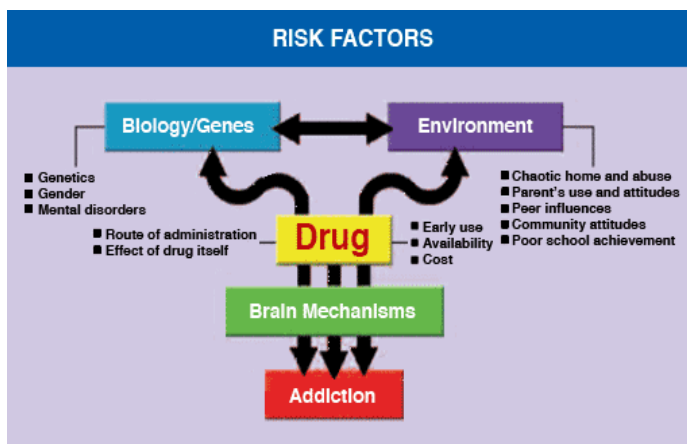 RISK FACTORS
Biology/Genes
Environment
Genetics
Gender
Mental disorders
Chaotic home and abuse
Parent's use and attitudes
Peer influences
Community attitudes
Poor school achievement
Route of administration
Effect of drug itself
Drug
Early use
Availability
Cost
Brain Mechanisms
Addiction